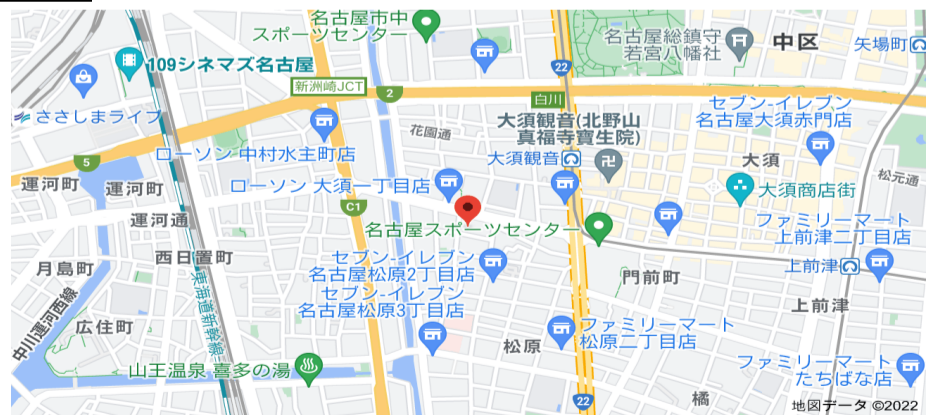 名古屋市中
スポーツセンター
名古屋総鎮守
若宮八幡社
中区
矢場町
109シネマズ名古屋
22
新洲崎JCT
2
白川
セブン-イレブン
名古屋大須赤門店
ささしまライブ
花園通
大須観音(北野山
真福寺寶生院)
大須観音
大須
ローソン 中村水主町店
5
運河町
運河町
ローソン 大須一丁目店
大須商店街
松元通
C1
運河通
名古屋スポーツセンター
ファミリーマート
上前津二丁目店
西日置町
月島町
セブン-イレブン
名古屋松原2丁目店
門前町
上前津
セブン-イレブン
名古屋松原3丁目店
上前津
東海道新幹線
中川運河西線
広住町
ファミリーマート
松原二丁目店
松原
山王温泉 喜多の湯
ファミリーマート
たちばな店
橘
22
地図データ ©2022